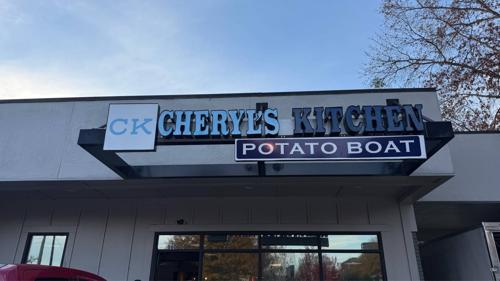 CK CHERYL'S KITCHEN
POTATO BOAT